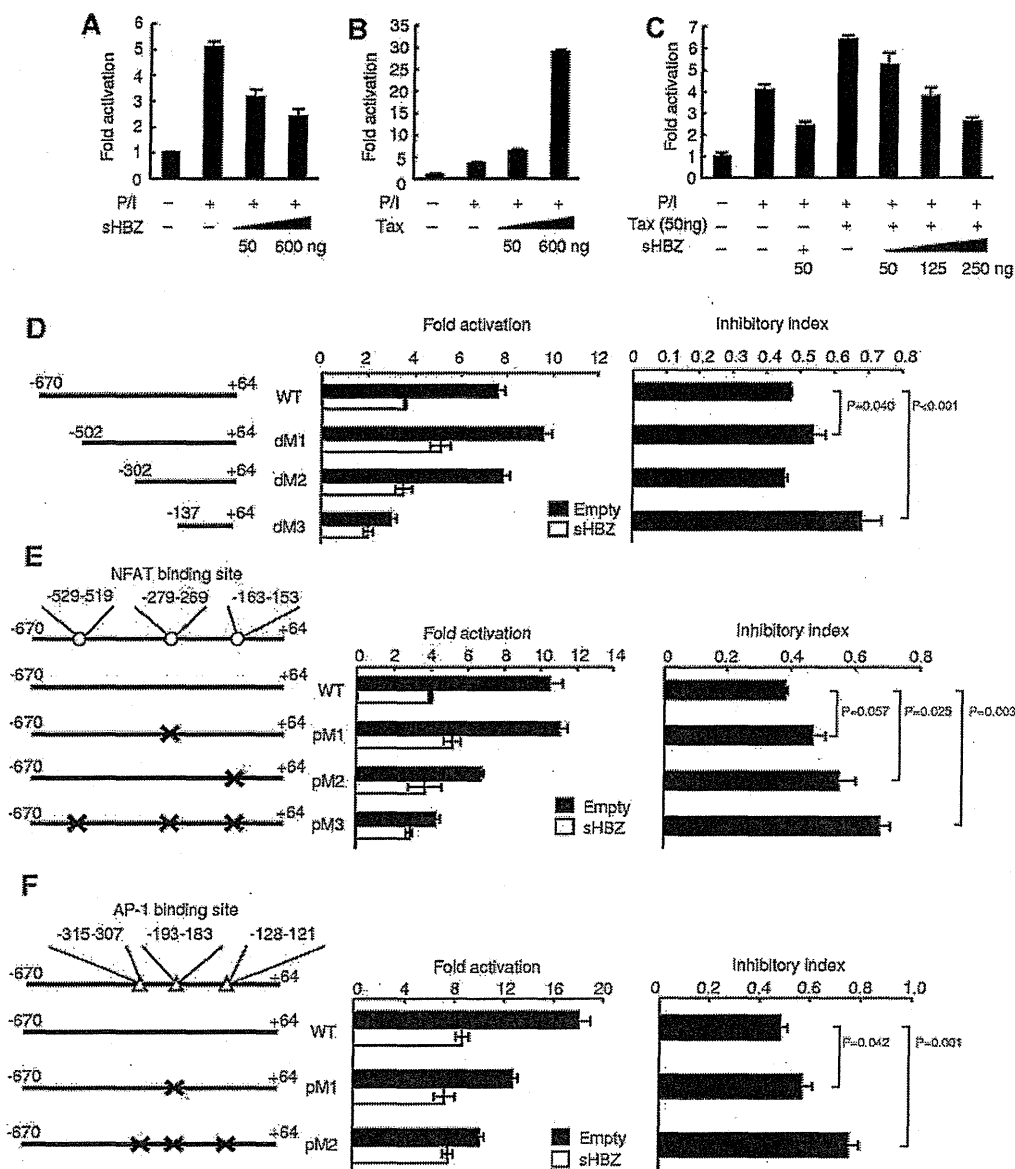 A
Fold activation
6
5
4
3
2
1
0
P/I − + + +
sHBZ − −
50 600 ng
B
Fold activation
35
30
25
20
15
10
5
0
P/I − + + +
Tax − −
50 600 ng
C
Fold activation
7
6
5
4
3
2
1
0
P/I − + + + + + +
Tax (50ng) − − − + + + +
sHBZ − − + −
50 50 125 250 ng
D
Fold activation
0 2 4 6 8 10 12
Inhibitory index
0 0.1 0.2 0.3 0.4 0.5 0.6 0.7 0.8
-670 +64 WT
-502 +64 dM1
-302 +64 dM2
-137 +64 dM3
Empty
sHBZ
P=0.040
P<0.001
E
NFAT binding site
-529-519 -279-269 -163-153
-670 +64
Fold activation
0 2 4 6 8 10 12 14
Inhibitory index
0 0.4 0.6 0.8
-670 +64 WT
-670 +64 pM1
-670 +64 pM2
-670 +64 pM3
Empty
sHBZ
P=0.057
P=0.025
P=0.003
F
AP-1 binding site
-315-307 -193-183 -128-121
-670 +64
Fold activation
0 4 8 12 16 20
Inhibitory index
0 0.2 0.4 0.6 0.8 1.0
-670 +64 WT
-670 +64 pM1
-670 +64 pM2
Empty
sHBZ
P=0.042
P=0.001